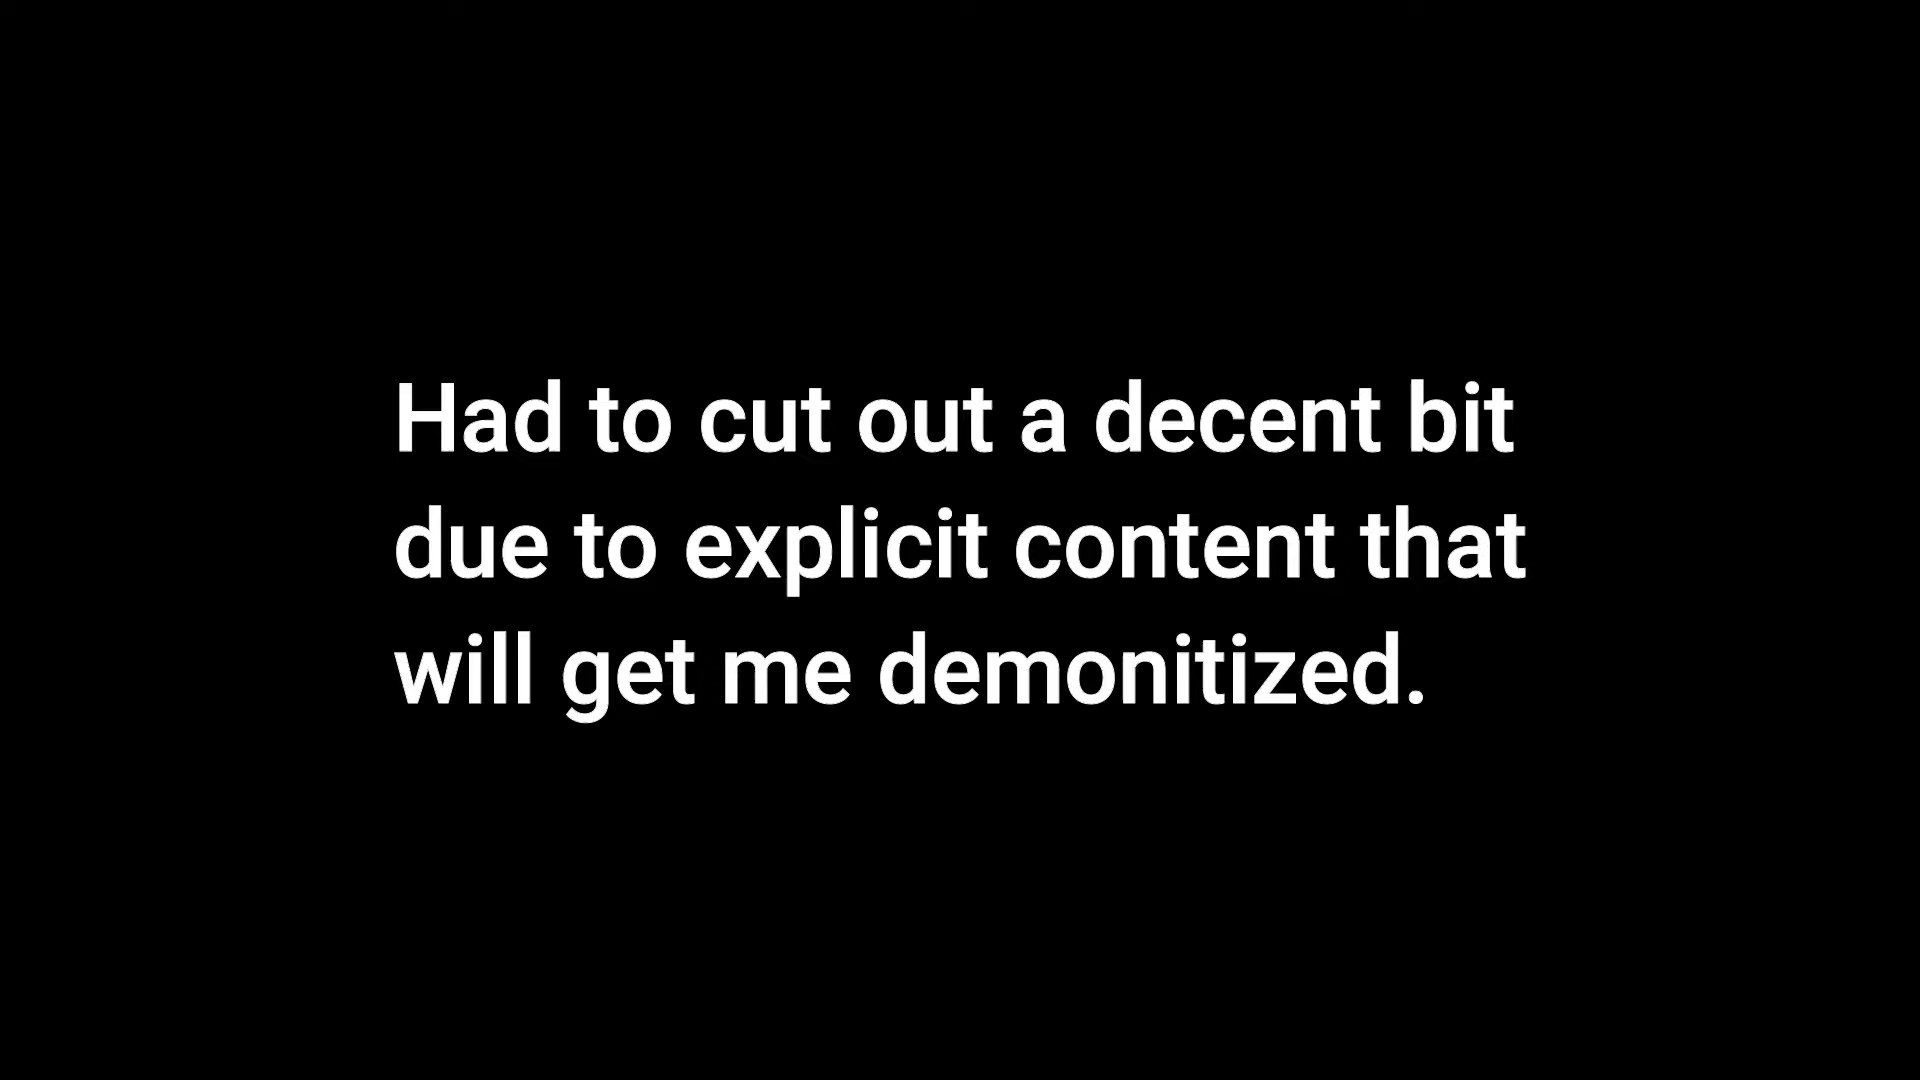 Had to cut out a decent bit
due to explicit content that
will get me demonitized.